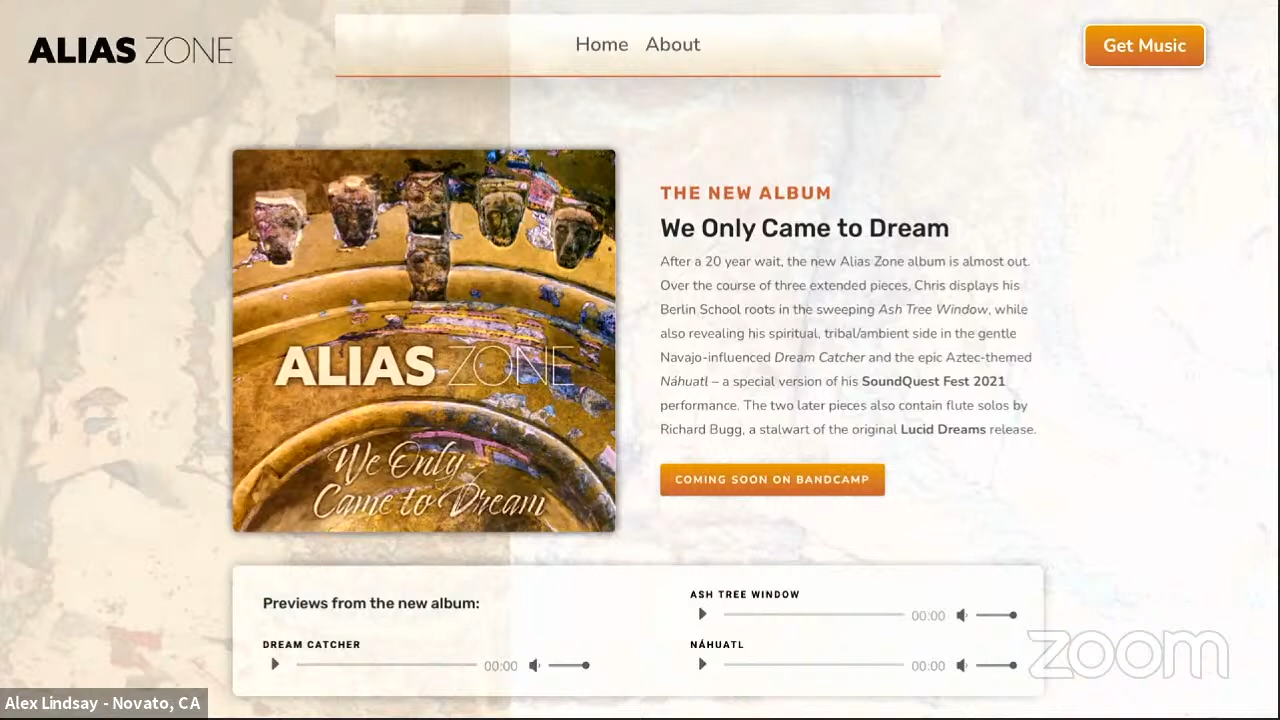 ALIAS ZONE
Home About
Get Music
ALIAS ZONE
We Only
Came to Dream
THE NEW ALBUM
We Only Came to Dream
After a 20 year wait, the new Alias Zone album is almost out.
Over the course of three extended pieces, Chris displays his
Berlin School roots in the sweeping Ash Tree Window, while
also revealing his spiritual, tribal/ambient side in the gentle
Navajo-influenced Dream Catcher and the epic Aztec-themed
Náhuatl – a special version of his SoundQuest Fest 2021
performance. The two later pieces also contain flute solos by
Richard Bugg, a stalwart of the original Lucid Dreams release.
COMING SOON ON BANDCAMP
Previews from the new album:
DREAM CATCHER
00:00
ASH TREE WINDOW
00:00
NÁHUATL
00:00
zoom
Alex Lindsay - Novato, CA